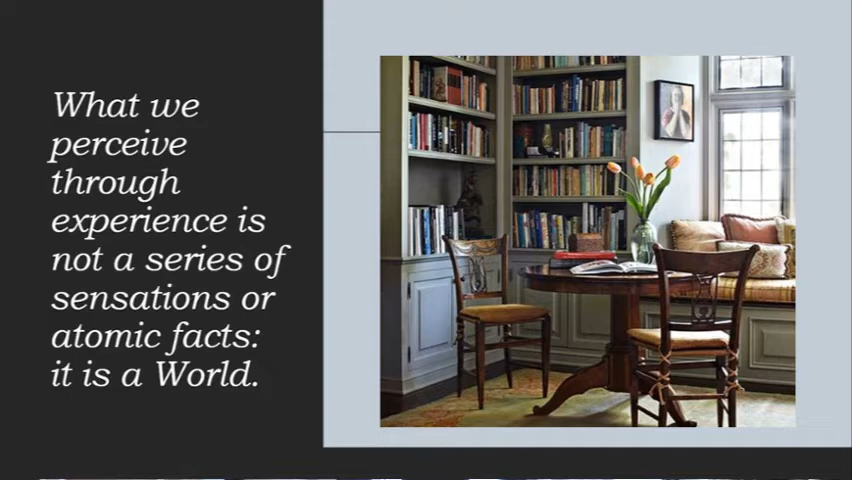 What we
perceive
through
experience is
not a series of
sensations or
atomic facts:
it is a World.